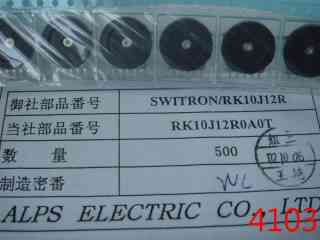 御社部品番号 SWITRON/RK10J12R
当社部品番号 RK10J12R0A0T
数 量 500
制造密番
ALPS ELECTRIC CO., LTD
4103